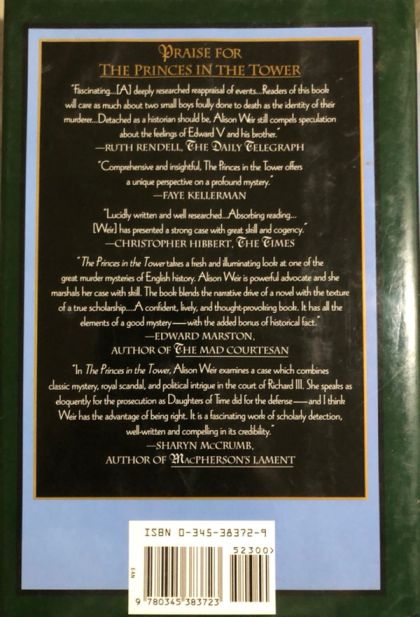 PRAISE FOR
THE PRINCES IN THE TOWER
"Fascinating...[A] deeply researched reappraisal of events...Readers of this book
will care as much about two small boys foully done to death as the identity of their
murderer...Detached as a historian should be, Alison Weir still compels speculation
about the feelings of Edward V and his brother."
—RUTH RENDELL, THE DAILY TELEGRAPH
"Comprehensive and insightful, The Princes in the Tower offers
a unique perspective on a profound mystery."
—FAYE KELLERMAN
"Lucidly written and well researched...Absorbing reading...
[Weir] has presented a strong case with great skill and cogency."
—CHRISTOPHER HIBBERT, THE TIMES
"The Princes in the Tower takes a fresh and illuminating look at one of the
great murder mysteries of English history. Alison Weir is powerful advocate and she
marshals her case with skill. The book blends the narrative drive of a novel with the texture
of a true scholarship....A confident, lively, and thought-provoking book. It has all the
elements of a good mystery—with the added bonus of historical fact."
—EDWARD MARSTON,
AUTHOR OF THE MAD COURTESAN
"In The Princes in the Tower, Alison Weir examines a case which combines
classic mystery, royal scandal, and political intrigue in the court of Richard III. She speaks as
eloquently for the prosecution as Daughters of Time did for the defense—and I think
Weir has the advantage of being right. It is a fascinating work of scholarly detection,
well-written and compelling in its credibility."
—SHARYN McCRUMB,
AUTHOR OF MACPHERSON'S LAMENT
ISBN 0-345-38372-9
52300>
EAN
9 780345 383723